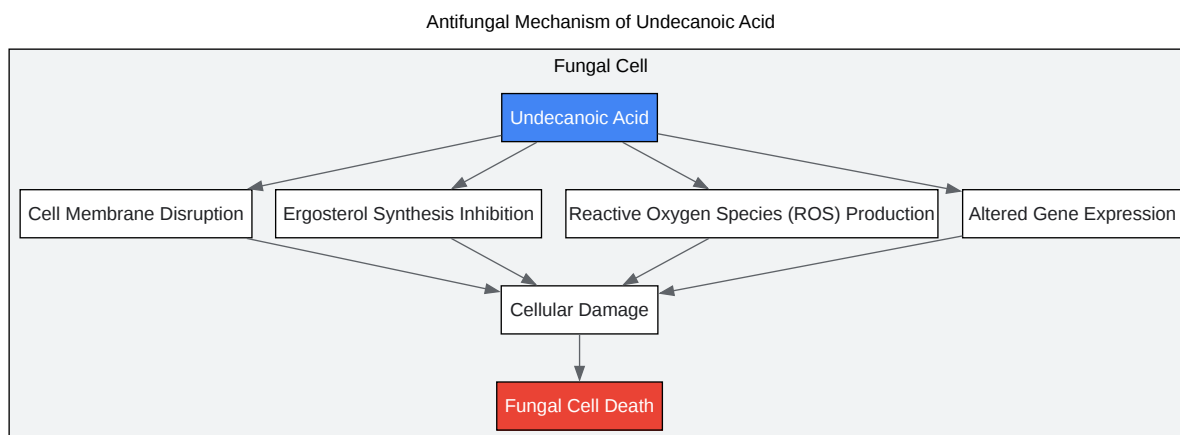 Antifungal Mechanism of Undecanoic Acid
Fungal Cell
Undecanoic Acid
Cell Membrane Disruption
Ergosterol Synthesis Inhibition
Reactive Oxygen Species (ROS) Production
Altered Gene Expression
Cellular Damage
Fungal Cell Death